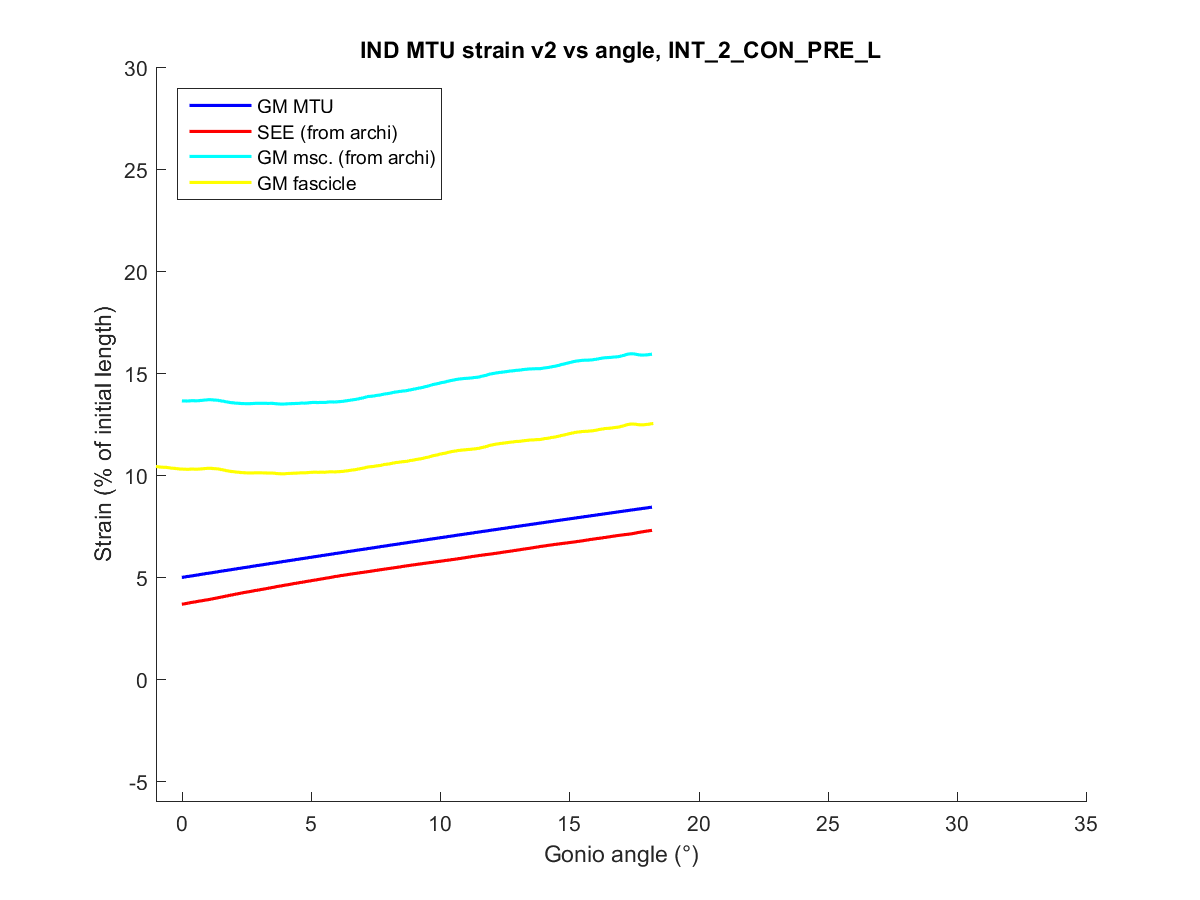 IND MTU strain v2 vs angle, INT_2_CON_PRE_L
30
25
20
15
10
5
0
-5
Strain (% of initial length)
GM MTU
SEE (from archi)
GM msc. (from archi)
GM fascicle
0 5 10 15 20 25 30 35
Gonio angle (°)